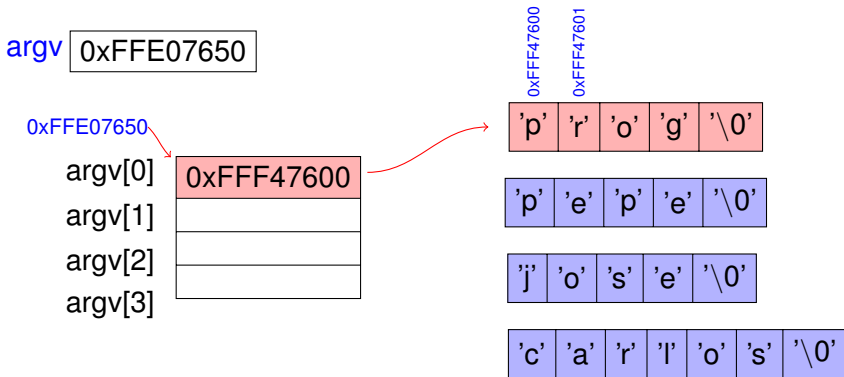 argv 0xFFE07650
0xFFF47600 0xFFF47601
'p' 'r' 'o' 'g' '\0'
0xFFE07650
argv[0] 0xFFF47600
argv[1]
argv[2]
argv[3]
'p' 'e' 'p' 'e' '\0'
'j' 'o' 's' 'e' '\0'
'c' 'a' 'r' 'l' 'o' 's' '\0'